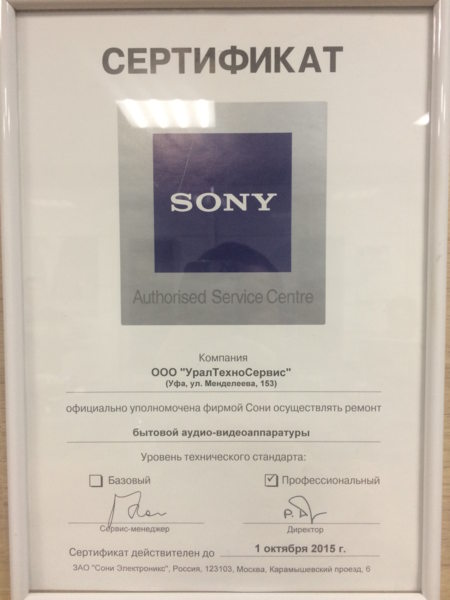 СЕРТИФИКАТ
SONY
Authorised Service Centre
Компания
ООО "УралТехноСервис"
(Уфа, ул. Менделеева, 153)
официально уполномочена фирмой Сони осуществлять ремонт
бытовой аудио-видеоаппаратуры
Уровень технического стандарта:
Базовый Профессиональный
Сервис-менеджер Директор
Сертификат действителен до 1 октября 2015 г.
ЗАО "Сони Электроникс", Россия, 123103, Москва, Карамышевский проезд, 6